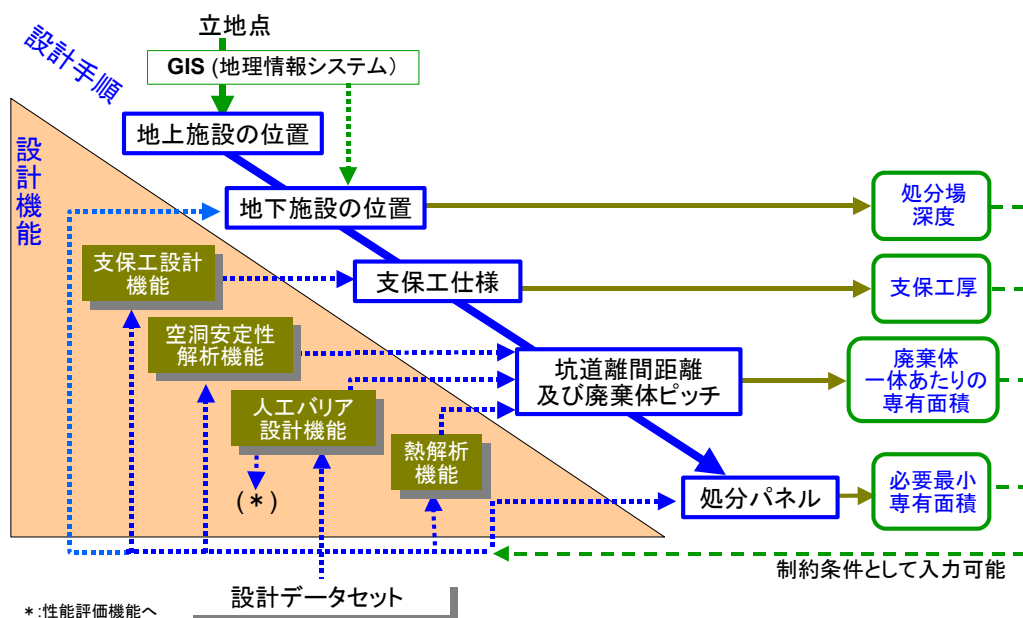 立地点
GIS (地理情報システム)
設計手順
設計機能
地上施設の位置
地下施設の位置
処分場
深度
支保工設計
機能
支保工仕様
支保工厚
空洞安定性
解析機能
坑道離間距離
及び廃棄体ピッチ
廃棄体
一体あたりの
専有面積
人工バリア
設計機能
熱解析
機能
(*)
処分パネル
必要最小
専有面積
制約条件として入力可能
設計データセット
*:性能評価機能へ